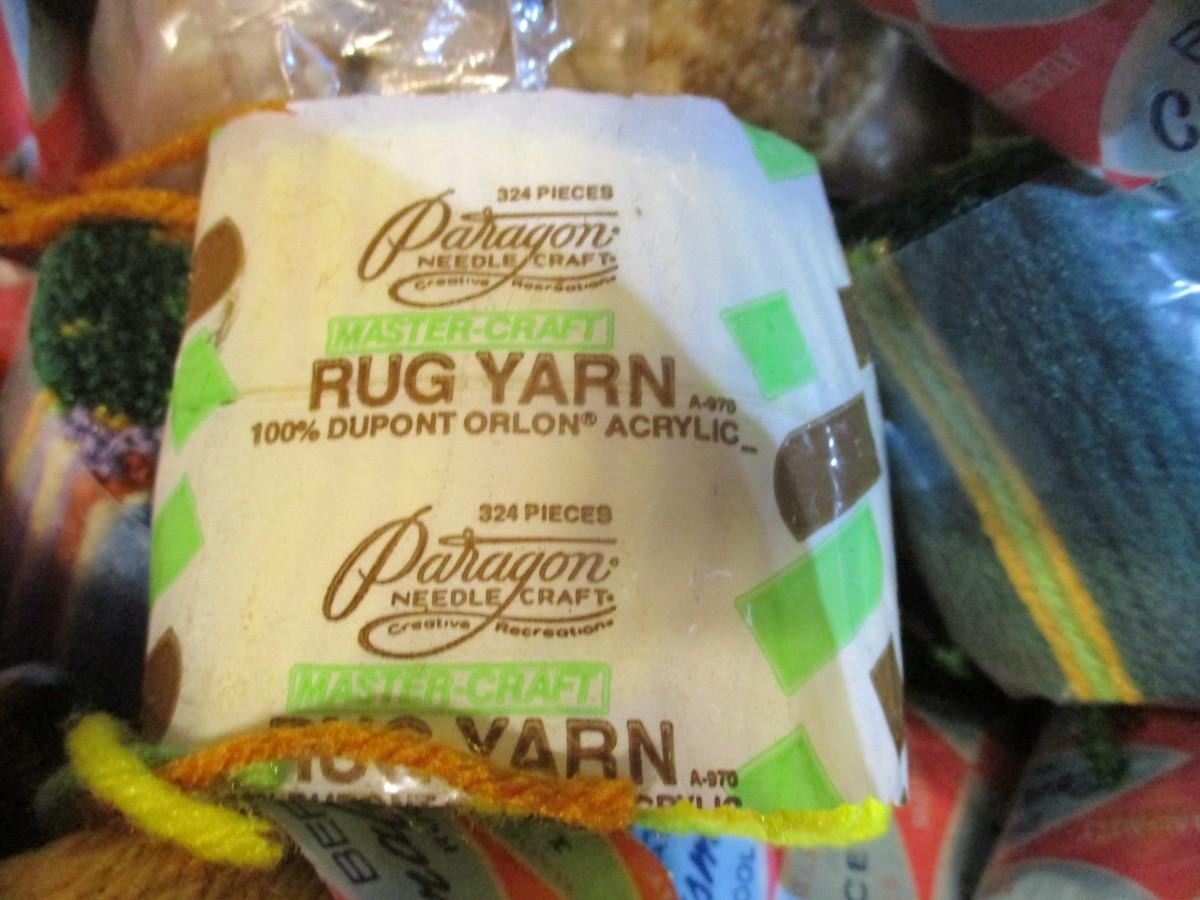 324 PIECES
Paragon
NEEDLE CRAFT
Creative Recreations
MASTER-CRAFT
RUG YARN A-970
100% DUPONT ORLON® ACRYLIC
324 PIECES
Paragon
NEEDLE CRAFT
Creative Recreations
MASTER-CRAFT
RUG YARN A-970